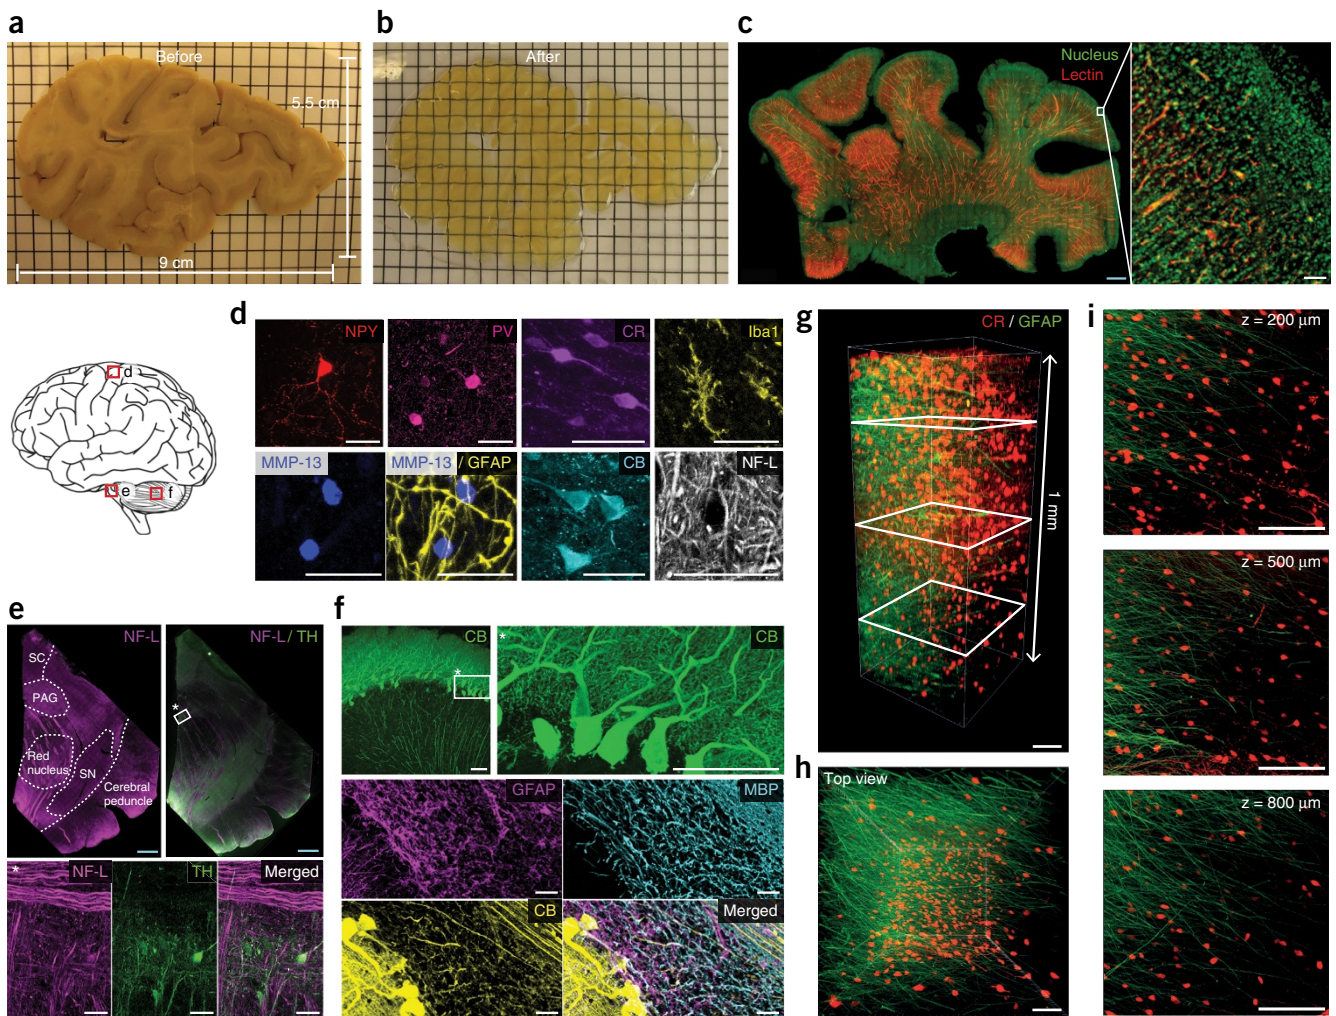 a
Before
5.5 cm
9 cm
b
After
c
Nucleus
Lectin
d
e
f
d
NPY
PV
CR
Iba1
MMP-13
MMP-13 / GFAP
CB
NF-L
e
NF-L
SC
PAG
Red
nucleus
SN
Cerebral
peduncle
NF-L / TH
*
*
NF-L
TH
Merged
f
CB
*
*
CB
GFAP
MBP
CB
Merged
g
CR / GFAP
1 mm
h
Top view
i
z = 200 µm
z = 500 µm
z = 800 µm